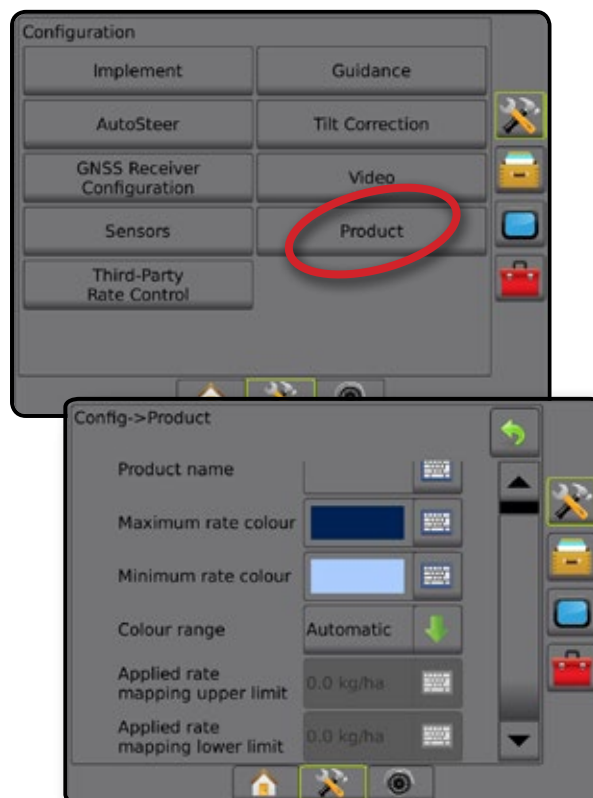 Configuration
Implement
Guidance
AutoSteer
Tilt Correction
GNSS Receiver
Configuration
Video
Sensors
Product
Third-Party
Rate Control
Config->Product
Product name
Maximum rate colour
Minimum rate colour
Colour range
Automatic
Applied rate
mapping upper limit
0.0 kg/ha
Applied rate
mapping lower limit
0.0 kg/ha